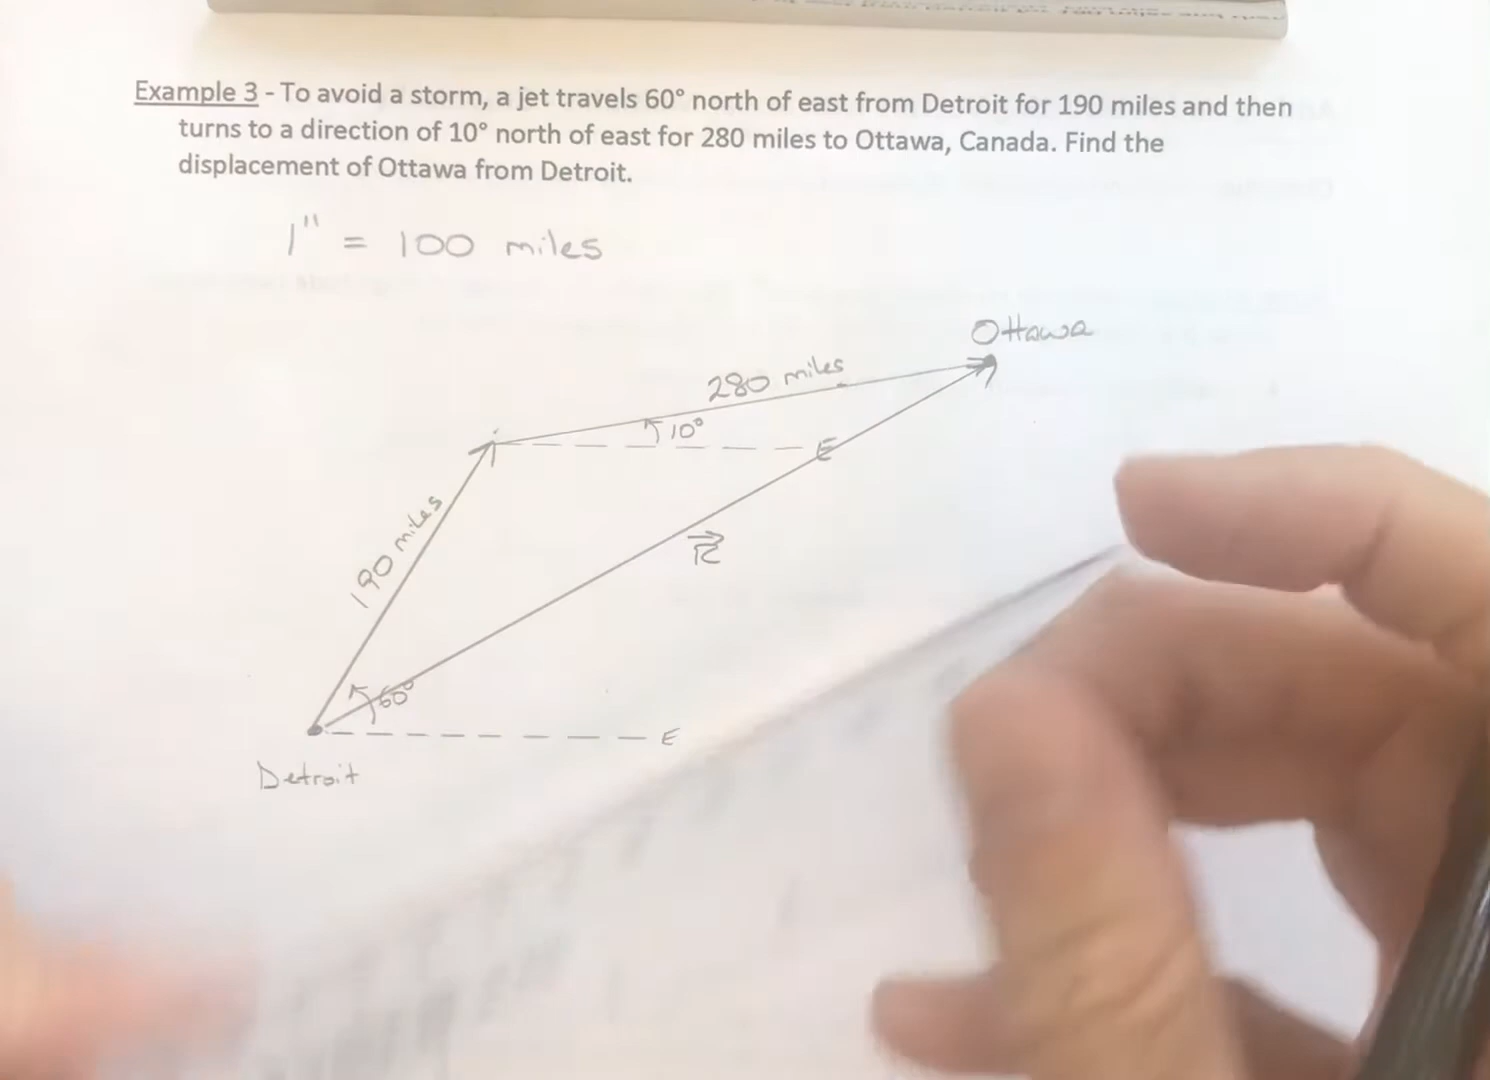 Example 3 - To avoid a storm, a jet travels 60° north of east from Detroit for 190 miles and then
turns to a direction of 10° north of east for 280 miles to Ottawa, Canada. Find the
displacement of Ottawa from Detroit.
1" = 100 miles
Ottawa
280 miles
10°
E
190 miles
R
60°
E
Detroit